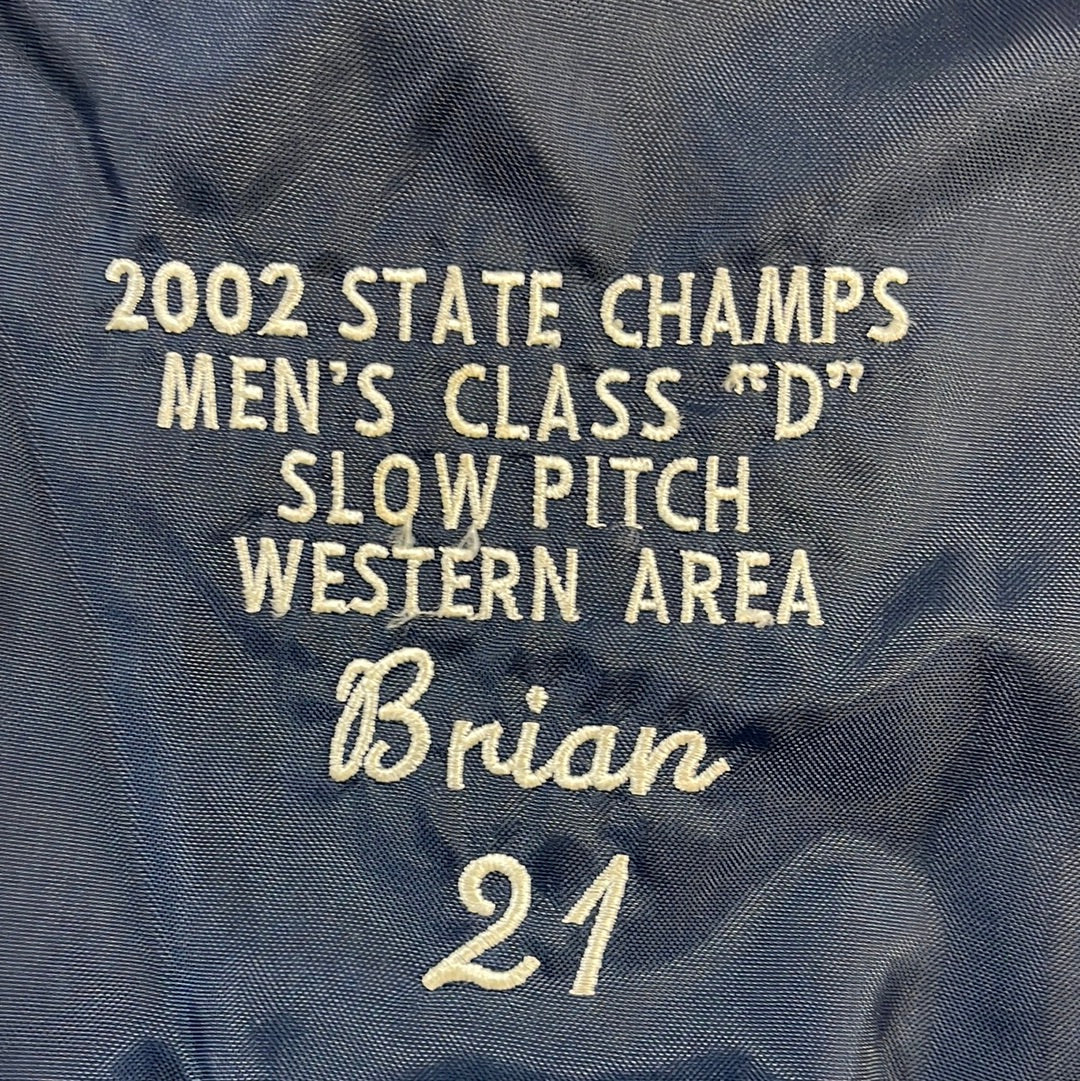 2002 STATE CHAMPS
MEN'S CLASS "D"
SLOW PITCH
WESTERN AREA
Brian
21